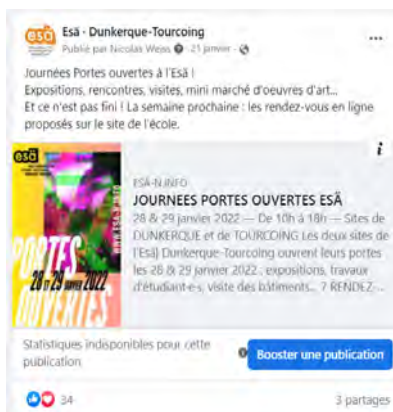 Esä - Dunkerque-Tourcoing
Publié par Nicolas Weiss · 21 janvier ·
Journées Portes ouvertes à l'Esä !
Expositions, rencontres, visites, mini marché d'oeuvres d'art...
Et ce n'est pas fini ! La semaine prochaine : les rendez-vous en ligne
proposés sur le site de l'école.
esä
esä
WWW.ESA-N.INFO
PORTES
28 et 29 JANVIER 2022
OUVERTES
ESA-N.INFO
JOURNEES PORTES OUVERTES ESÄ
28 & 29 janvier 2022 — De 10h à 18h — Sites de
DUNKERQUE et de TOURCOING Les deux sites de
l'Esä| Dunkerque-Tourcoing ouvrent leurs portes
les 28 & 29 janvier 2022 : expositions, travaux
d'étudiant·e·s, visite des bâtiments... ? RENDEZ-...
Statistiques indisponibles pour cette
publication
Booster une publication
34
3 partages